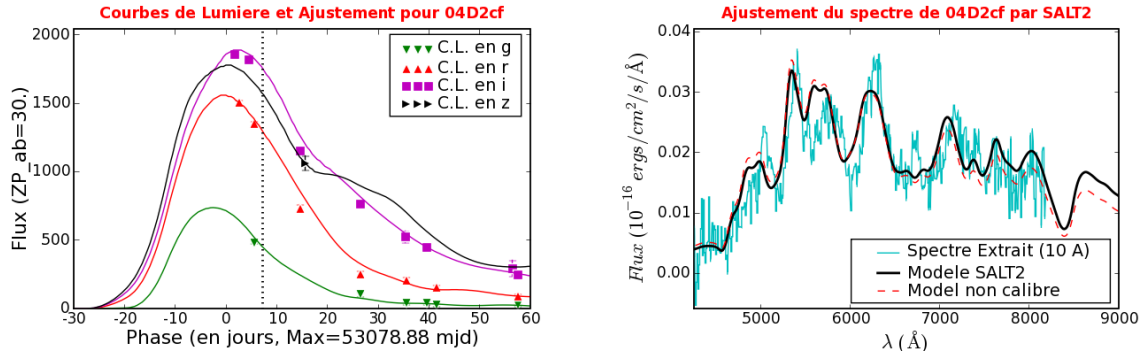 Courbes de Lumiere et Ajustement pour 04D2cf
Flux (ZP ab=30.)
2000
1500
1000
500
0
C.L. en g
C.L. en r
C.L. en i
C.L. en z
-30 -20 -10 0 10 20 30 40 50 60
Phase (en jours, Max=53078.88 mjd)
Ajustement du spectre de 04D2cf par SALT2
Flux (10⁻¹⁶ ergs/cm²/s/Å)
0.04
0.03
0.02
0.01
0.00
Spectre Extrait (10 A)
Modele SALT2
Model non calibre
5000 6000 7000 8000 9000
λ (Å)